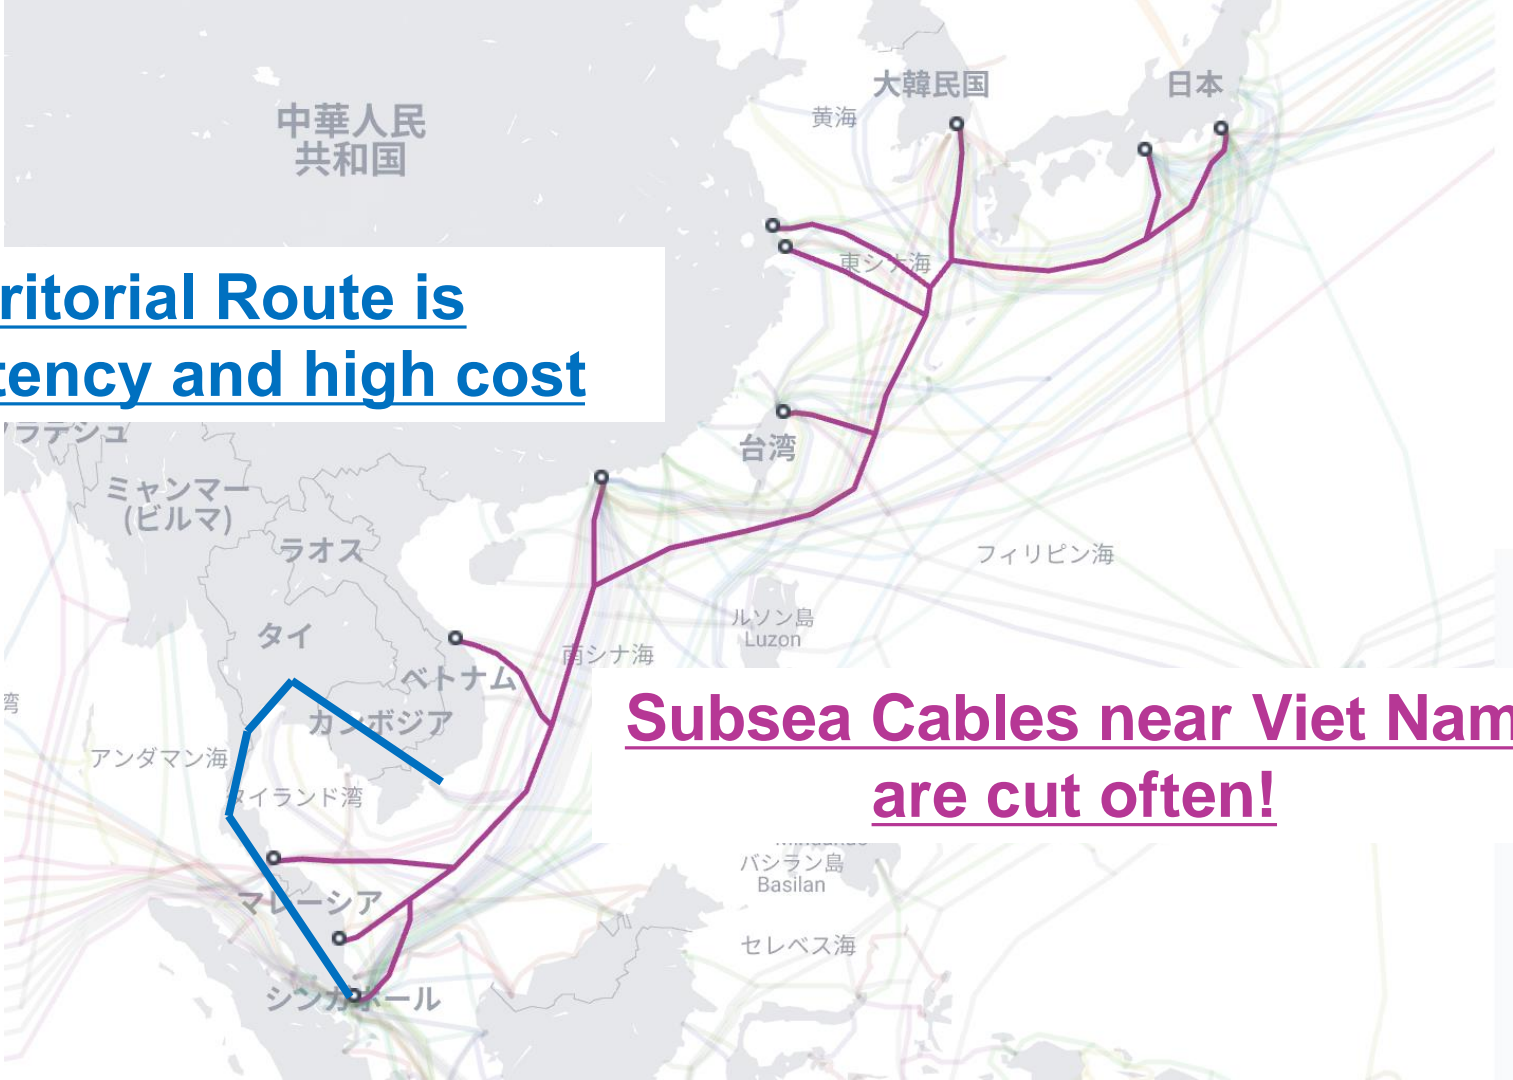 大韓民国
日本
黄海
中華人民
共和国
東シナ海
ritorial Route is
tency and high cost
ラデシュ
台湾
ミャンマー
(ビルマ)
ラオス
フィリピン海
タイ
ルソン島
Luzon
南シナ海
ベトナム
湾
カンボジア
Subsea Cables near Viet Nam
are cut often!
アンダマン海
タイランド湾
バシラン島
Basilan
マレーシア
セレベス海
シンガポール